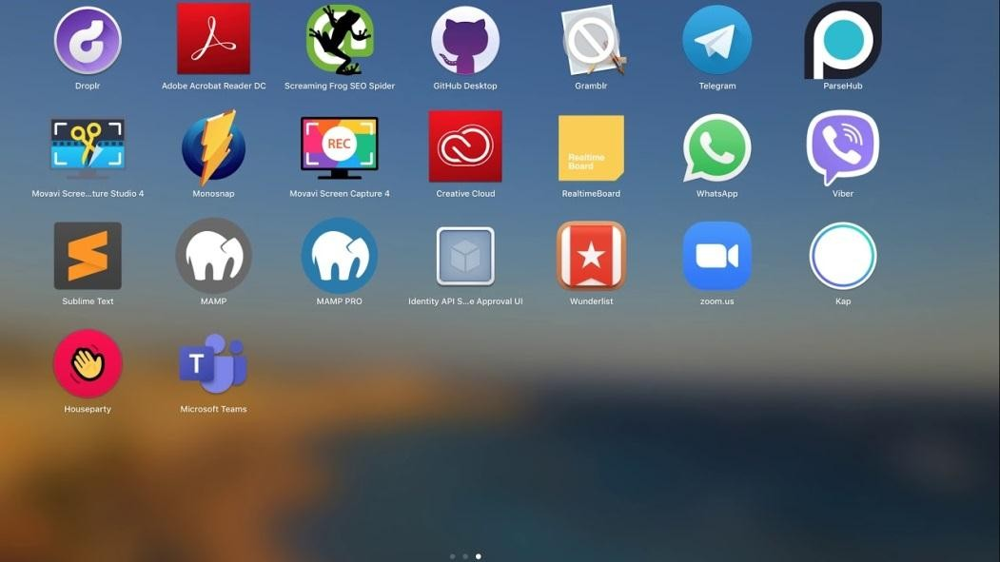 Droplr
Adobe Acrobat Reader DC
Screaming Frog SEO Spider
GitHub Desktop
Gramblr
Telegram
ParseHub
REC
Realtime
Board
Movavi Scree...ture Studio 4
Monosnap
Movavi Screen Capture 4
Creative Cloud
RealtimeBoard
WhatsApp
Viber
Sublime Text
MAMP
MAMP PRO
Identity API S...e Approval UI
Wunderlist
zoom.us
Kap
T
Houseparty
Microsoft Teams